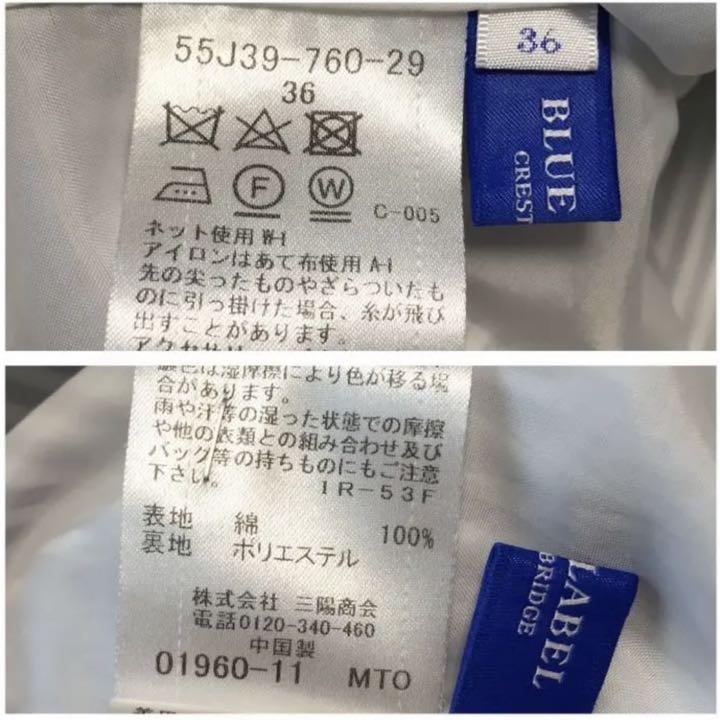 55J39-760-29
36
F
W
C-005
ネット使用 W-I
アイロンはあて布使用 A-I
先の尖ったものやざらついたも
のに引っ掛けた場合、糸が飛び
出すことがあります。
36
BLUE
CREST
濃色は湿摩擦により色が移る場
合があります。
雨や汗等の湿った状態での摩擦
や他の衣類との組み合わせ及び
バッグ等の持ちものにもご注意
下さい。
IR-53F
表地 綿 100%
裏地 ポリエステル
株式会社 三陽商会
電話0120-340-460
中国製
01960-11 MTO
LABEL
BRIDGE